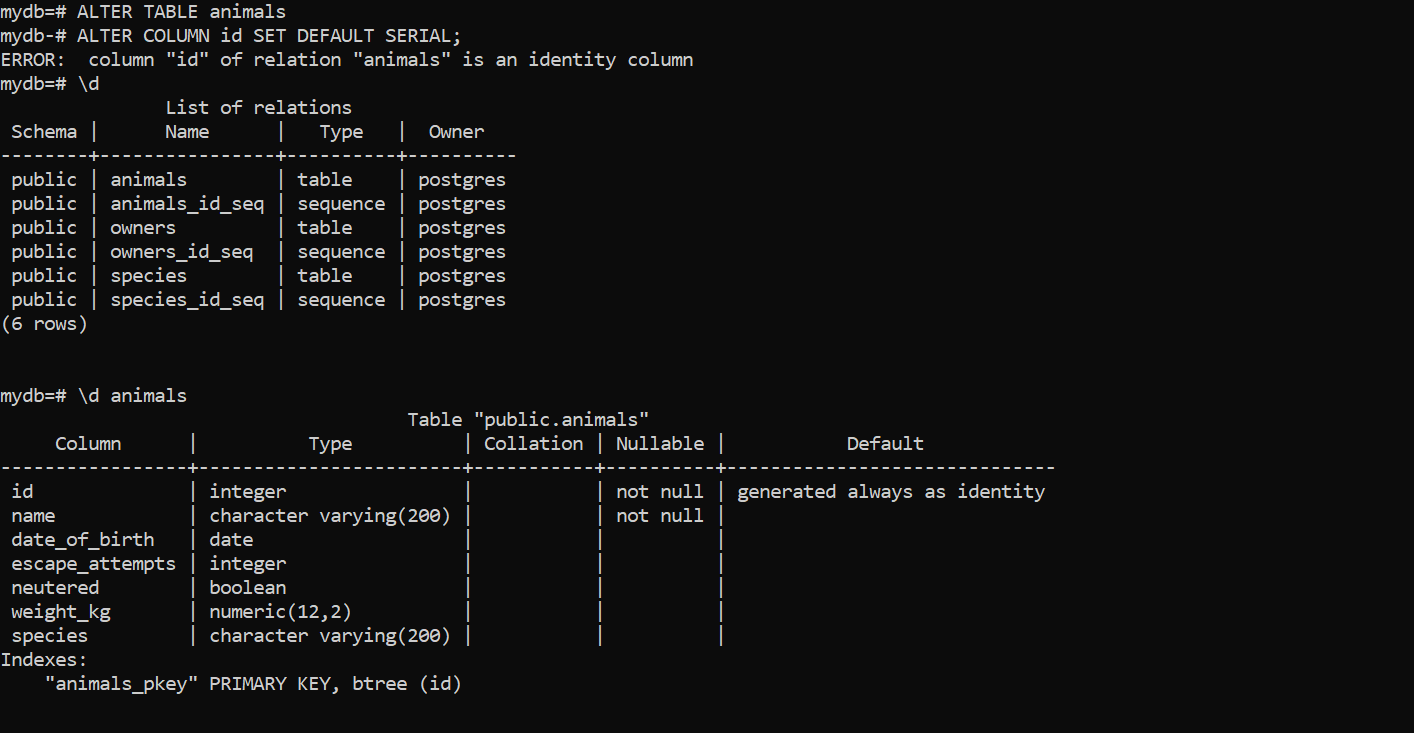 mydb=# ALTER TABLE animals
mydb-# ALTER COLUMN id SET DEFAULT SERIAL;
ERROR:  column "id" of relation "animals" is an identity column
mydb=# \d
               List of relations
 Schema |      Name      |   Type   |  Owner
--------+----------------+----------+----------
 public | animals        | table    | postgres
 public | animals_id_seq | sequence | postgres
 public | owners         | table    | postgres
 public | owners_id_seq  | sequence | postgres
 public | species        | table    | postgres
 public | species_id_seq | sequence | postgres
(6 rows)
mydb=# \d animals
                                     Table "public.animals"
     Column      |          Type          | Collation | Nullable |           Default
-----------------+------------------------+-----------+----------+------------------------------
 id              | integer                |           | not null | generated always as identity
 name            | character varying(200) |           | not null |
 date_of_birth   | date                   |           |          |
 escape_attempts | integer                |           |          |
 neutered        | boolean                |           |          |
 weight_kg       | numeric(12,2)          |           |          |
 species         | character varying(200) |           |          |
Indexes:
    "animals_pkey" PRIMARY KEY, btree (id)